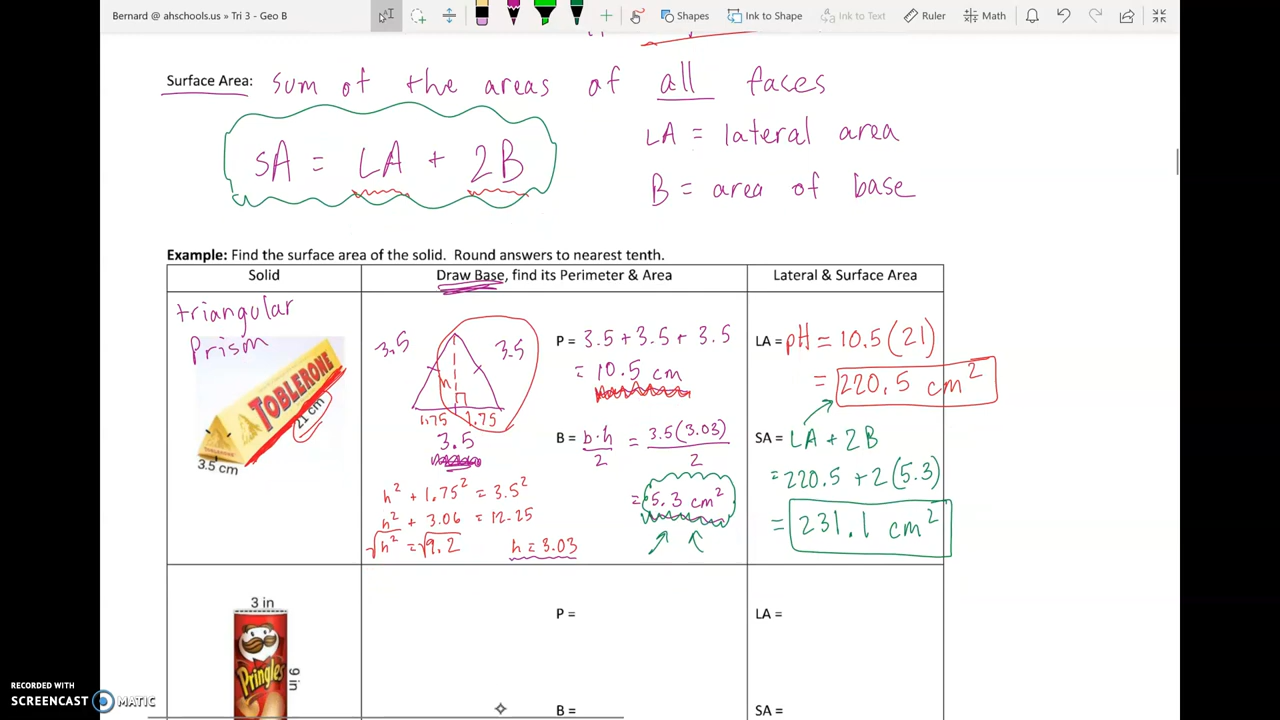 Bernard @ ahschools.us » Tri 3 - Geo B
Shapes
Ink to Shape
Ink to Text
Ruler
Math
Surface Area: sum of the areas of all faces
SA = LA + 2B
LA = lateral area
B = area of base
Example: Find the surface area of the solid. Round answers to nearest tenth.
Solid
Draw Base, find its Perimeter & Area
Lateral & Surface Area
triangular
Prism
TOBLERONE
21 cm
3.5 cm
3.5
3.5
h
1.75 1.75
3.5
h² + 1.75² = 3.5²
h² + 3.06 = 12.25
√h² = √9.2
h = 3.03
P = 3.5 + 3.5 + 3.5
= 10.5 cm
B = b·h/2 = 3.5(3.03)/2
= 5.3 cm²
LA = pH = 10.5(21)
= 220.5 cm²
SA = LA + 2B
= 220.5 + 2(5.3)
= 231.1 cm²
3 in
Pringles
9 in
P =
LA =
B =
SA =
RECORDED WITH
SCREENCAST MATIC